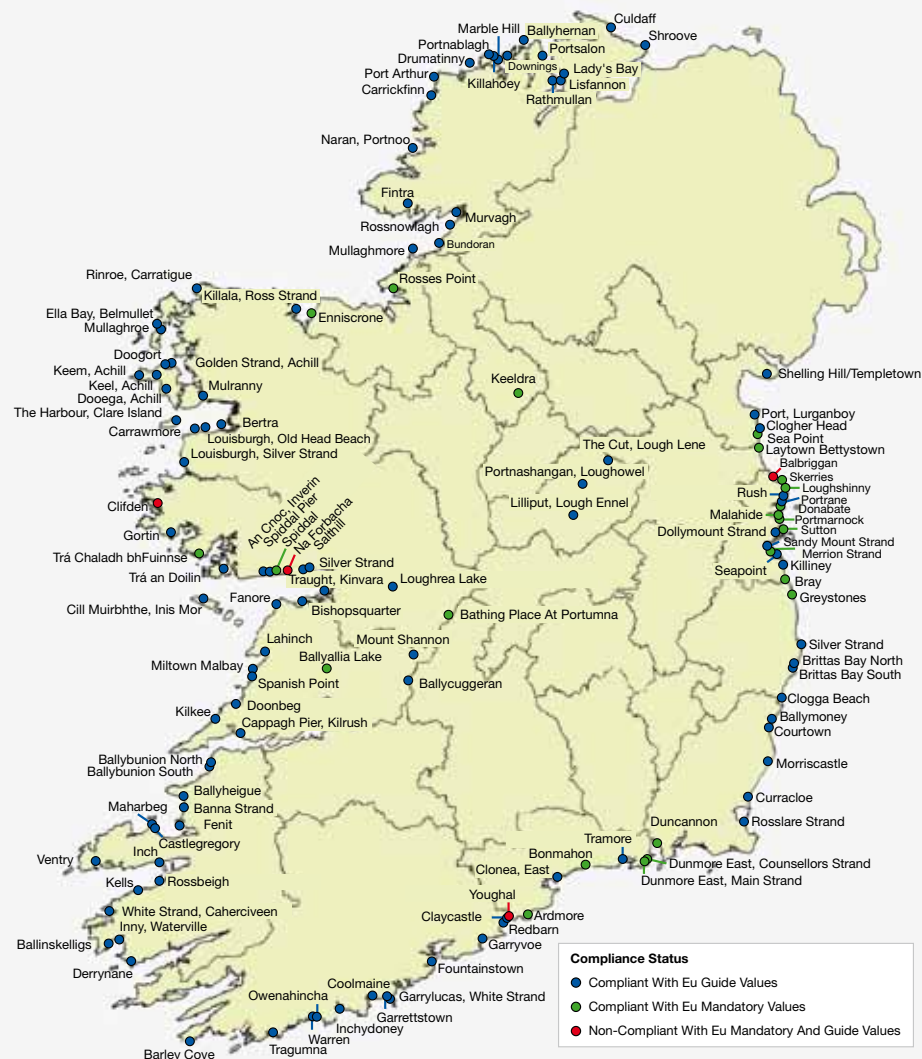 Culdaff
Marble Hill
Ballyhernan
Shroove
Portnablagh
Portsalon
Drumatinny
Downings
Lady's Bay
Port Arthur
Killahoey
Lisfannon
Carrickfinn
Rathmullan
Naran, Portnoo
Fintra
Murvagh
Rossnowlagh
Bundoran
Mullaghmore
Rinroe, Carratigue
Rosses Point
Killala, Ross Strand
Ella Bay, Belmullet
Enniscrone
Mullaghroe
Doogort
Golden Strand, Achill
Keem, Achill
Shelling Hill/Templetown
Keel, Achill
Mulranny
Keeldra
Dooega, Achill
The Harbour, Clare Island
Port, Lurganboy
Bertra
Clogher Head
Carrawmore
Sea Point
Louisburgh, Old Head Beach
The Cut, Lough Lene
Laytown Bettystown
Louisburgh, Silver Strand
Balbriggan
Portnashangan, Loughowel
Skerries
Loughshinny
Rush
Portrane
Lilliput, Lough Ennel
Donabate
Clifden
Malahide
Portmarnock
An Cnoc, Inverin
Spiddal Pier
Spiddal
Na Forbacha
Salthill
Sutton
Gortin
Dollymount Strand
Sandy Mount Strand
Merrion Strand
Trá Chaladh bhFuinnse
Silver Strand
Seapoint
Killiney
Trá an Doilin
Traught, Kinvara
Loughrea Lake
Bray
Fanore
Greystones
Cill Muirbhthe, Inis Mor
Bishopsquarter
Bathing Place At Portumna
Lahinch
Mount Shannon
Silver Strand
Ballyallia Lake
Miltown Malbay
Brittas Bay North
Brittas Bay South
Spanish Point
Ballycuggeran
Clogga Beach
Doonbeg
Kilkee
Ballymoney
Cappagh Pier, Kilrush
Courtown
Ballybunion North
Morriscastle
Ballybunion South
Ballyheigue
Curracloe
Maharbeg
Banna Strand
Fenit
Rosslare Strand
Duncannon
Castlegregory
Tramore
Ventry
Inch
Bonmahon
Dunmore East, Counsellors Strand
Clonea, East
Kells
Rossbeigh
Dunmore East, Main Strand
Youghal
White Strand, Caherciveen
Claycastle
Ardmore
Inny, Waterville
Redbarn
Ballinskelligs
Garryvoe
Derrynane
Fountainstown
Coolmaine
Owenahincha
Garrylucas, White Strand
Garrettstown
Inchydoney
Warren
Tragumna
Barley Cove
Compliance Status
Compliant With Eu Guide Values
Compliant With Eu Mandatory Values
Non-Compliant With Eu Mandatory And Guide Values